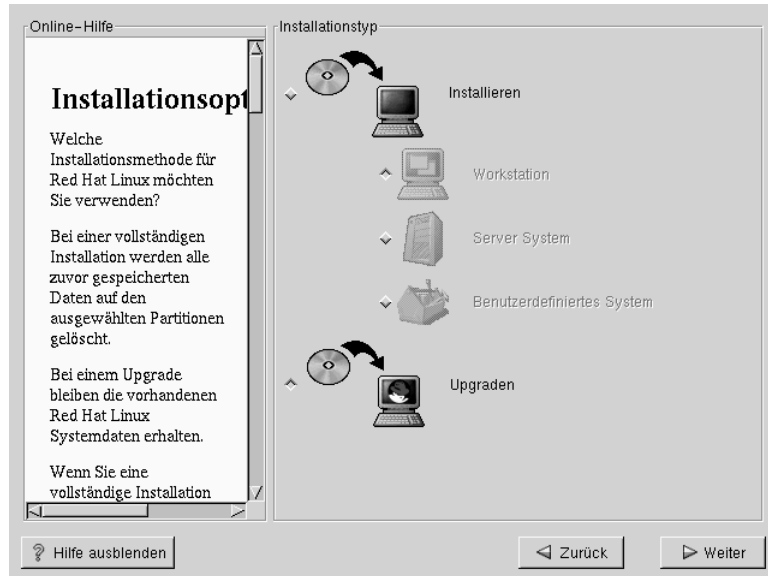 Online-Hilfe
Installationsopt
Welche
Installationsmethode für
Red Hat Linux möchten
Sie verwenden?
Bei einer vollständigen
Installation werden alle
zuvor gespeicherten
Daten auf den
ausgewählten Partitionen
gelöscht.
Bei einem Upgrade
bleiben die vorhandenen
Red Hat Linux
Systemdaten erhalten.
Wenn Sie eine
vollständige Installation
Installationstyp
Installieren
Workstation
Server System
Benutzerdefiniertes System
Upgraden
Hilfe ausblenden
Zurück
Weiter